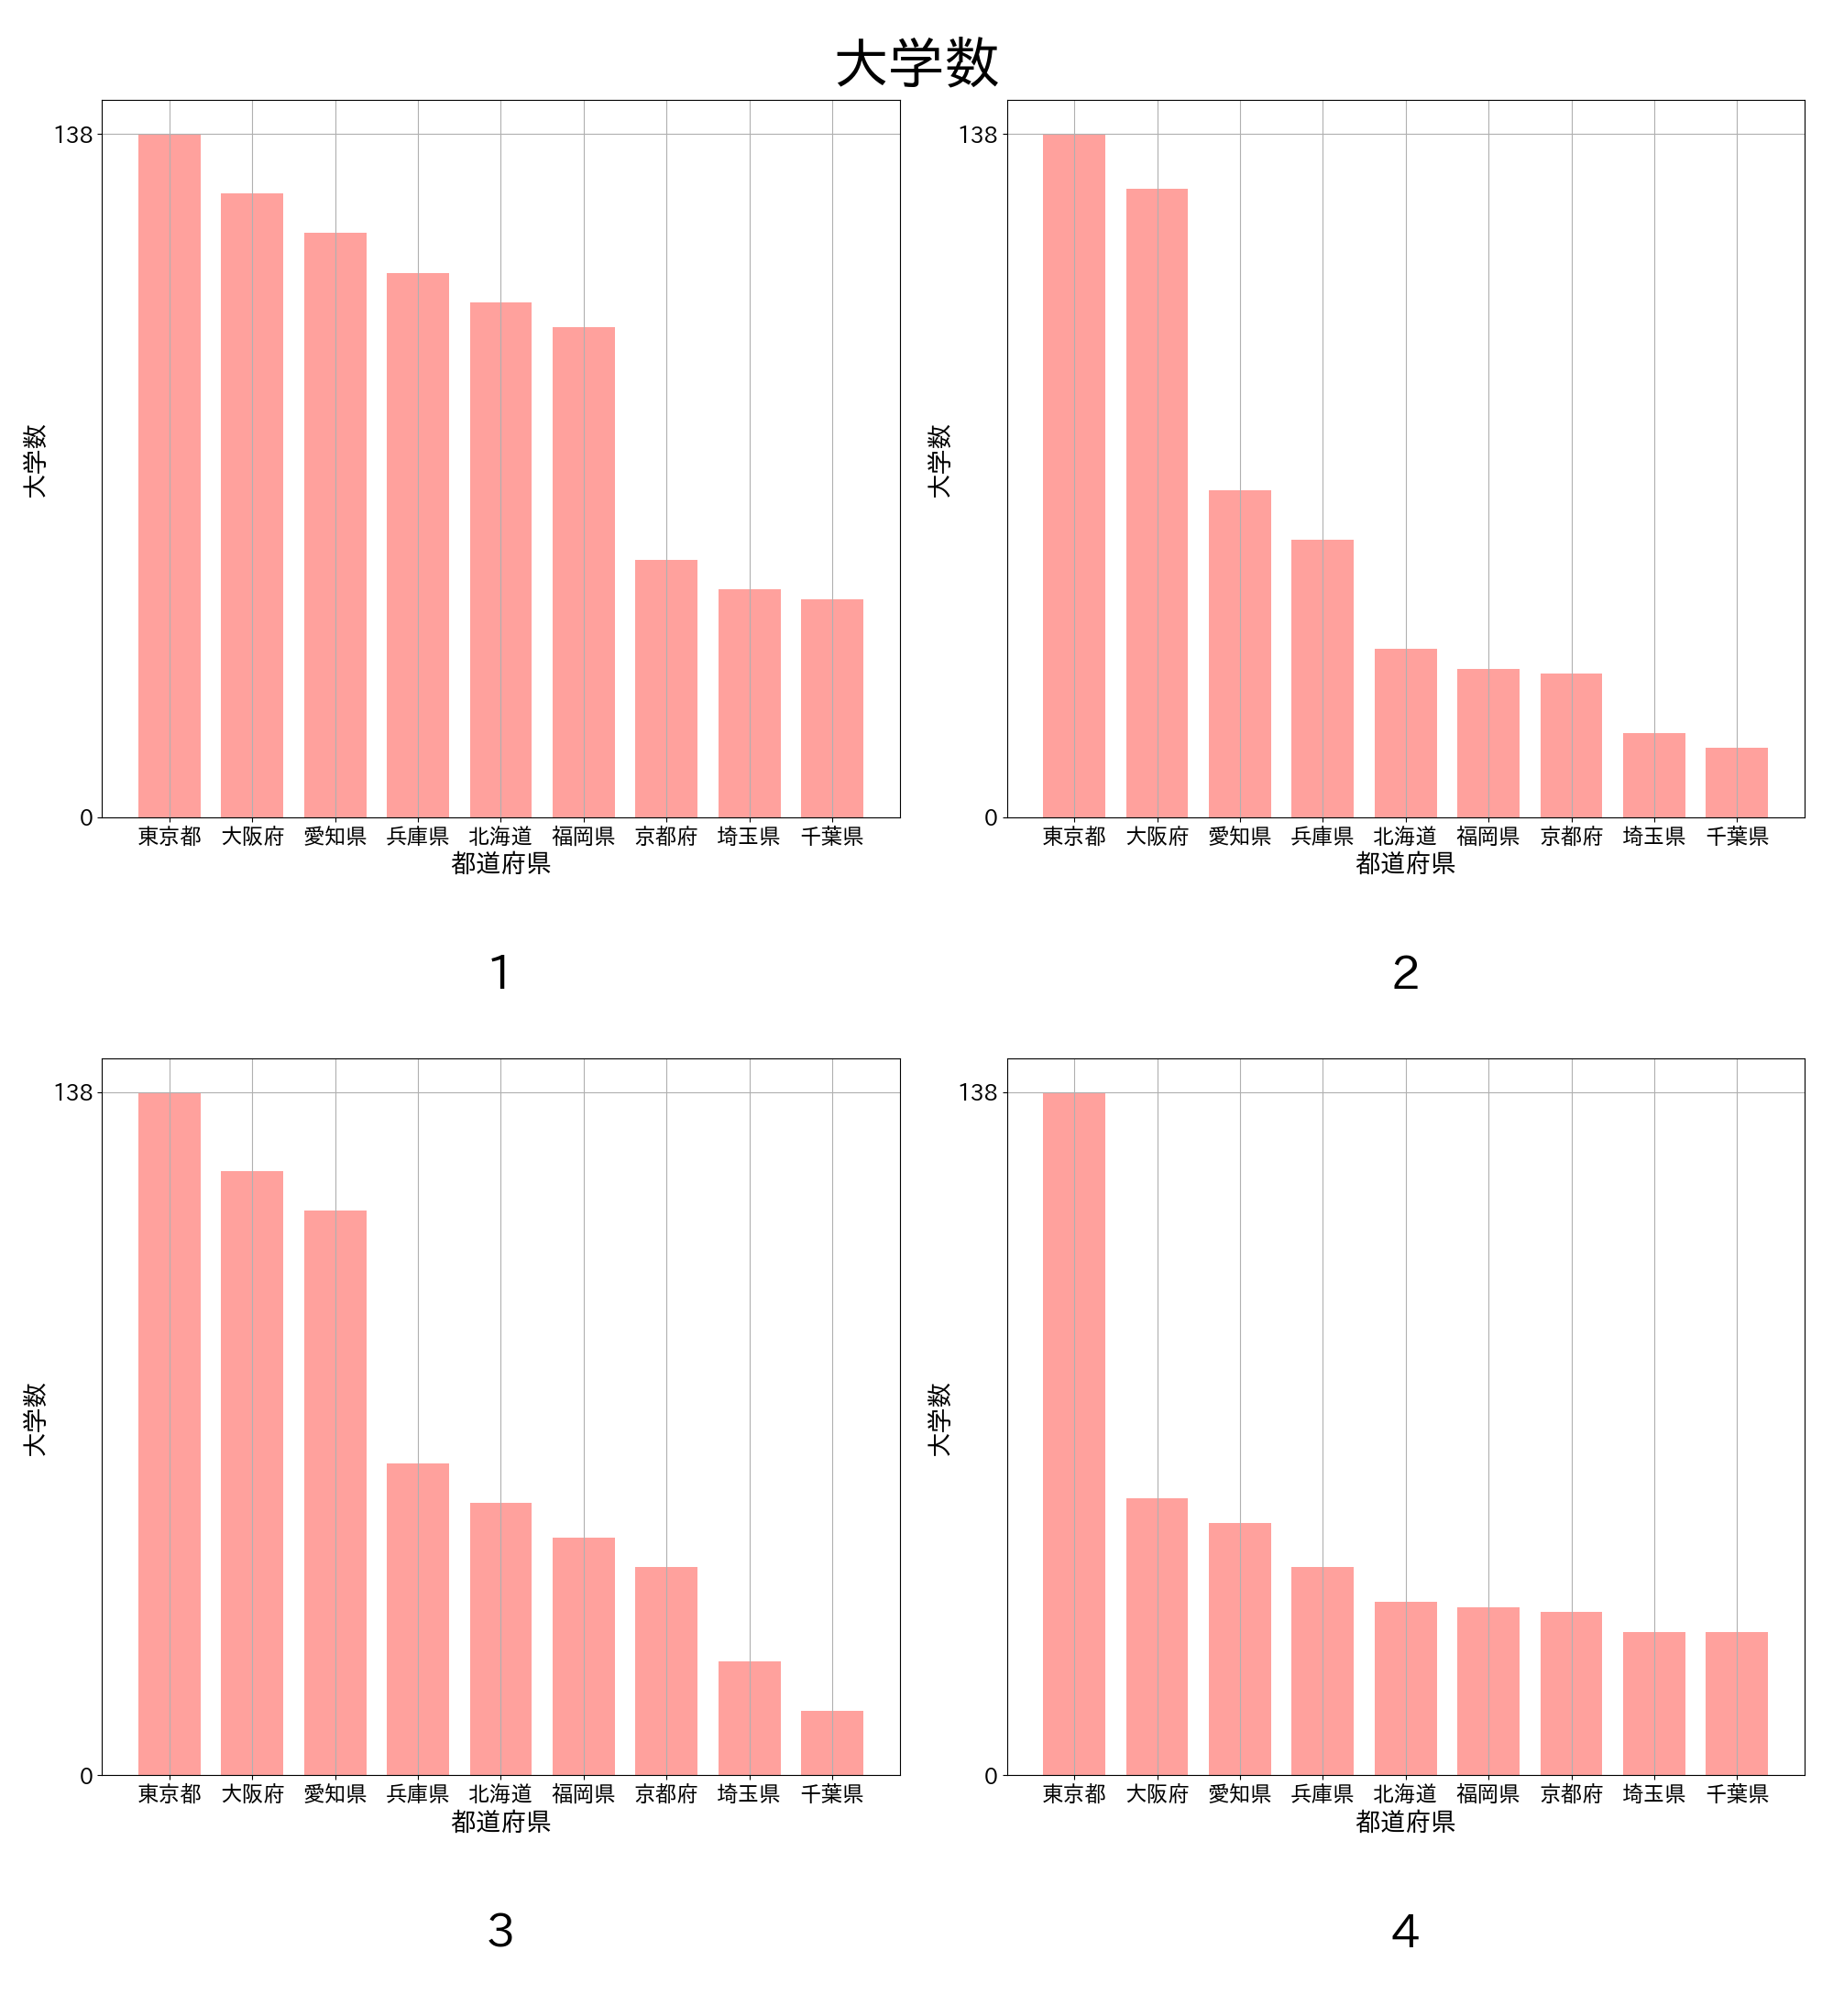 大学数
138
0
大学数
東京都 大阪府 愛知県 兵庫県 北海道 福岡県 京都府 埼玉県 千葉県
都道府県
1
138
0
大学数
東京都 大阪府 愛知県 兵庫県 北海道 福岡県 京都府 埼玉県 千葉県
都道府県
2
138
0
大学数
東京都 大阪府 愛知県 兵庫県 北海道 福岡県 京都府 埼玉県 千葉県
都道府県
3
138
0
大学数
東京都 大阪府 愛知県 兵庫県 北海道 福岡県 京都府 埼玉県 千葉県
都道府県
4